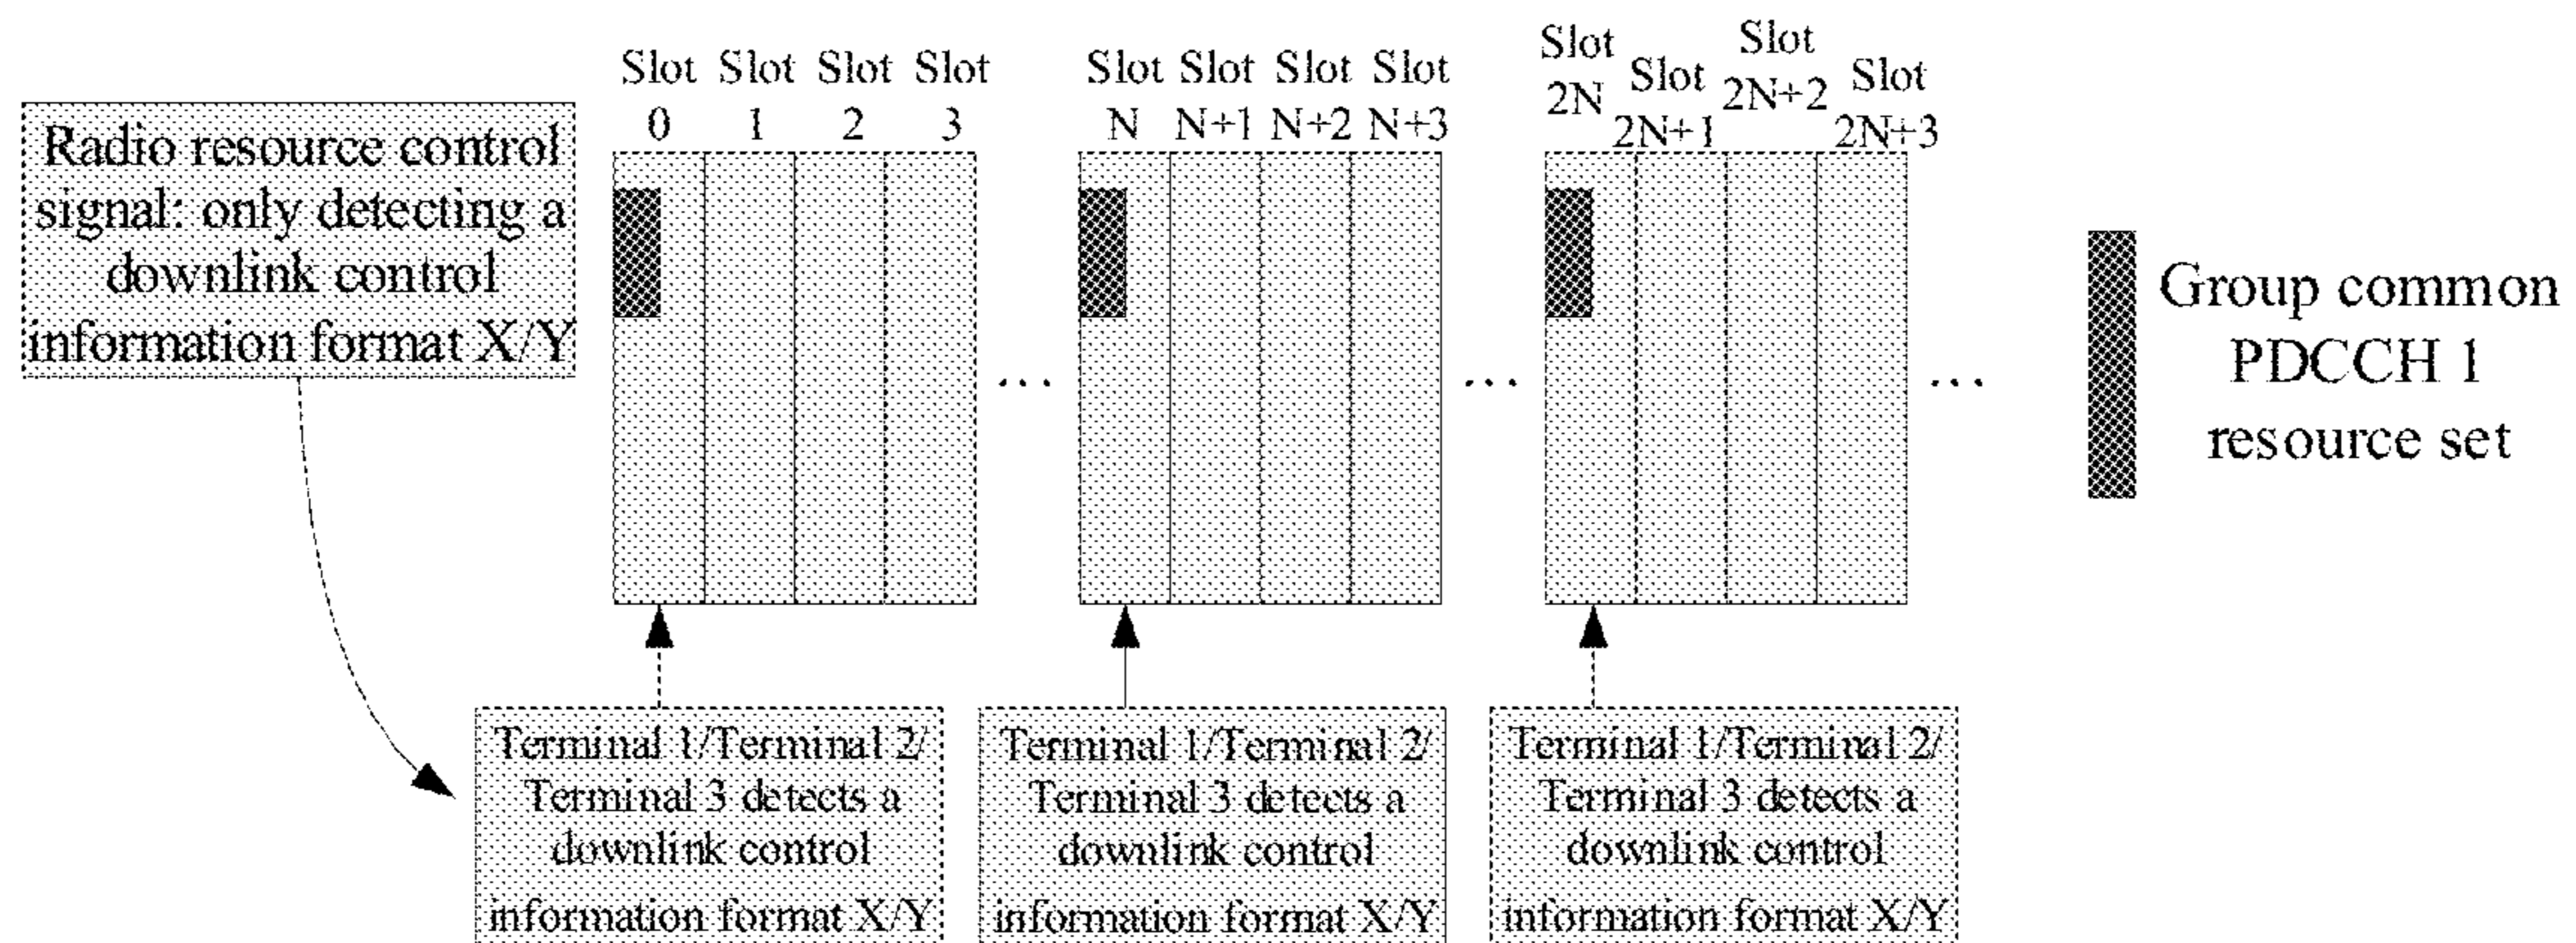 Radio resource control
signal: only detecting a
downlink control
information format X/Y
Slot 0
Slot 1
Slot 2
Slot 3
Slot N
Slot N+1
Slot N+2
Slot N+3
Slot 2N
Slot 2N+1
Slot 2N+2
Slot 2N+3
...
...
...
Group common
PDCCH 1
resource set
Terminal 1/Terminal 2/
Terminal 3 detects a
downlink control
information format X/Y
Terminal 1/Terminal 2/
Terminal 3 detects a
downlink control
information format X/Y
Terminal 1/Terminal 2/
Terminal 3 detects a
downlink control
information format X/Y